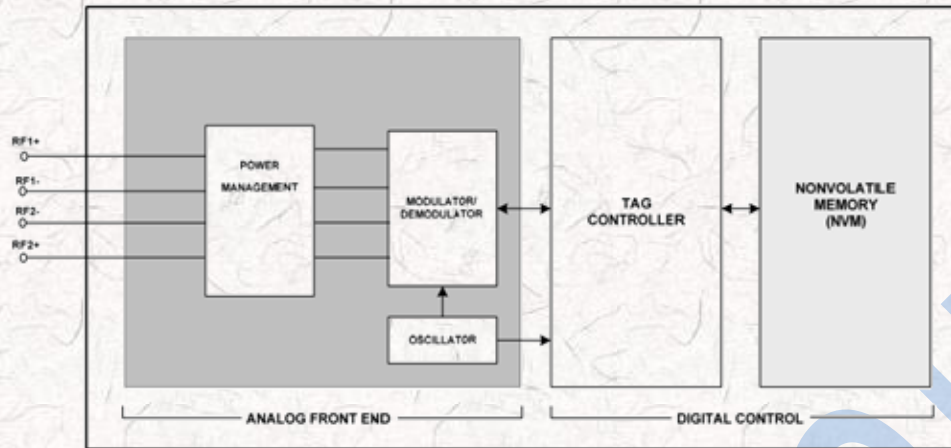 RF1+
RF1-
RF2-
RF2+
POWER
MANAGEMENT
MODULATOR/
DEMODULATOR
OSCILLATOR
TAG
CONTROLLER
NONVOLATILE
MEMORY
(NVM)
ANALOG FRONT END
DIGITAL CONTROL